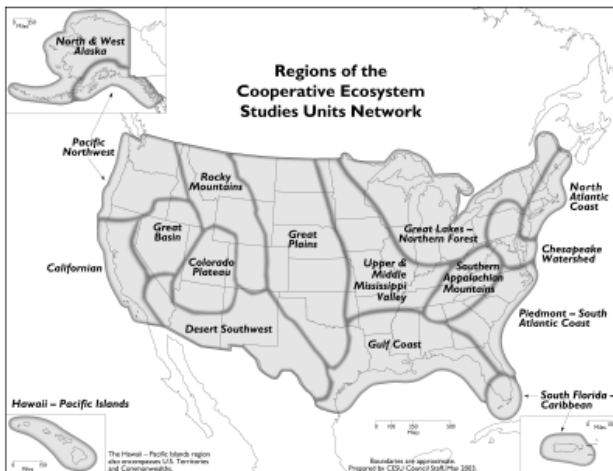 North & West
Alaska
Regions of the
Cooperative Ecosystem
Studies Units Network
Pacific
Northwest
Rocky
Mountains
North
Atlantic
Coast
Great
Basin
Great
Plains
Great Lakes –
Northern Forest
Chesapeake
Watershed
Californian
Colorado
Plateau
Upper &
Middle
Mississippi
Valley
Southern
Appalachian
Mountains
Piedmont – South
Atlantic Coast
Desert Southwest
Gulf Coast
Hawaii – Pacific Islands
South Florida –
Caribbean
The Hawaii – Pacific Islands region
also encompasses U.S. Territories
and Commonwealths.
Miles
Boundaries are approximate.
Prepared by CESU Council Staff, May 2003.